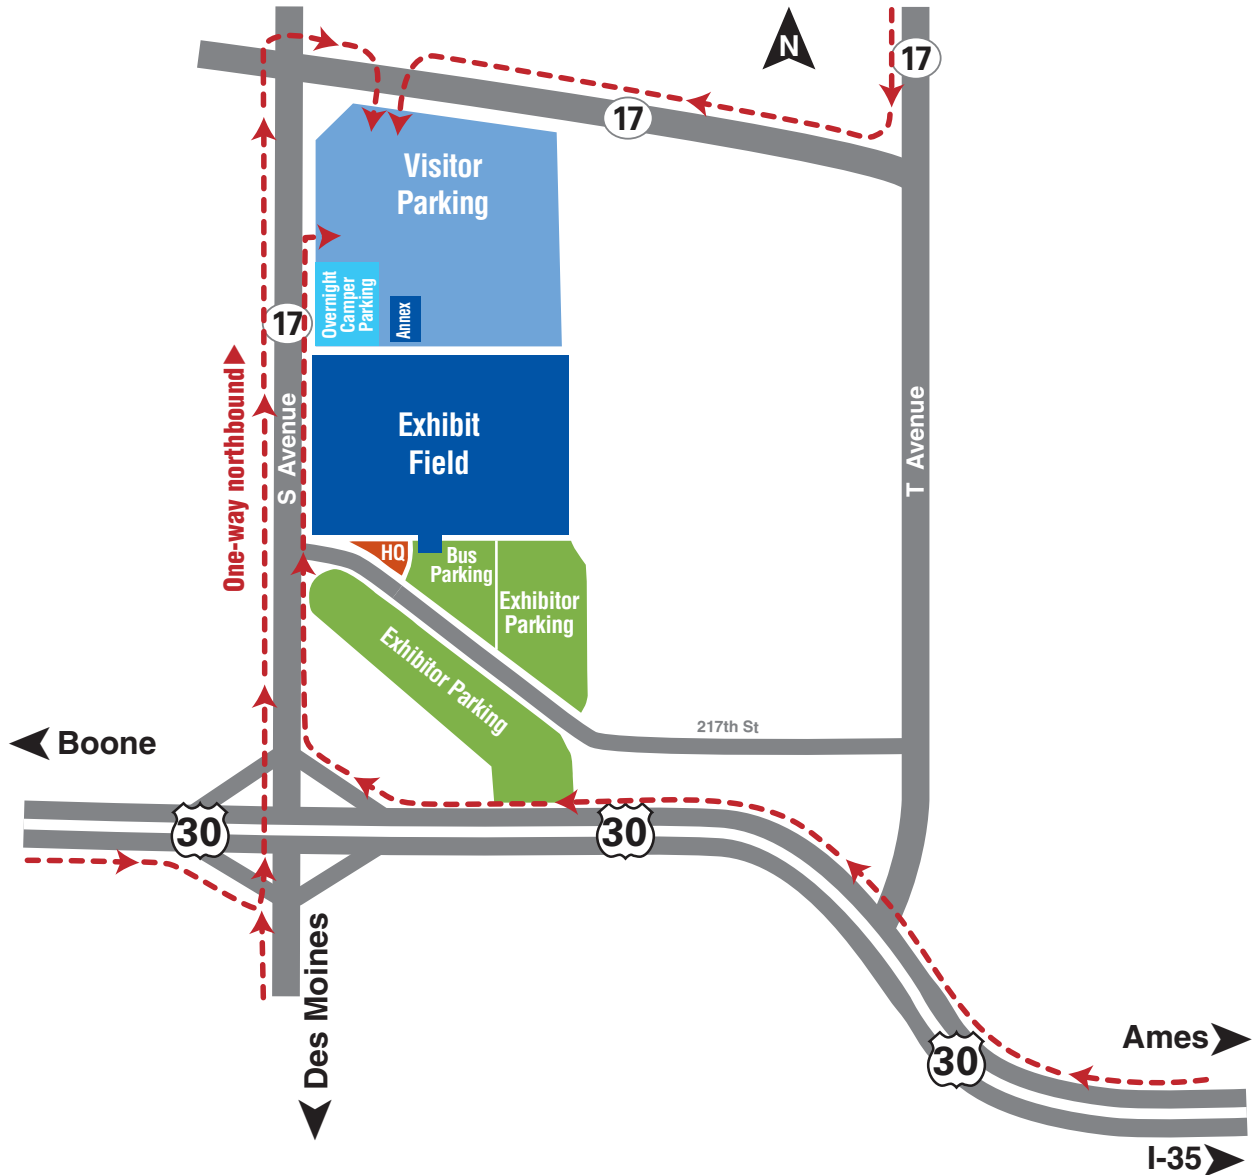 N
17
17
Visitor
Parking
Overnight
Camper
Parking
Annex
17
One-way northbound
S Avenue
Exhibit
Field
T Avenue
HQ
Bus
Parking
Exhibitor
Parking
Exhibitor Parking
217th St
Boone
30
30
Des Moines
30
Ames
I-35